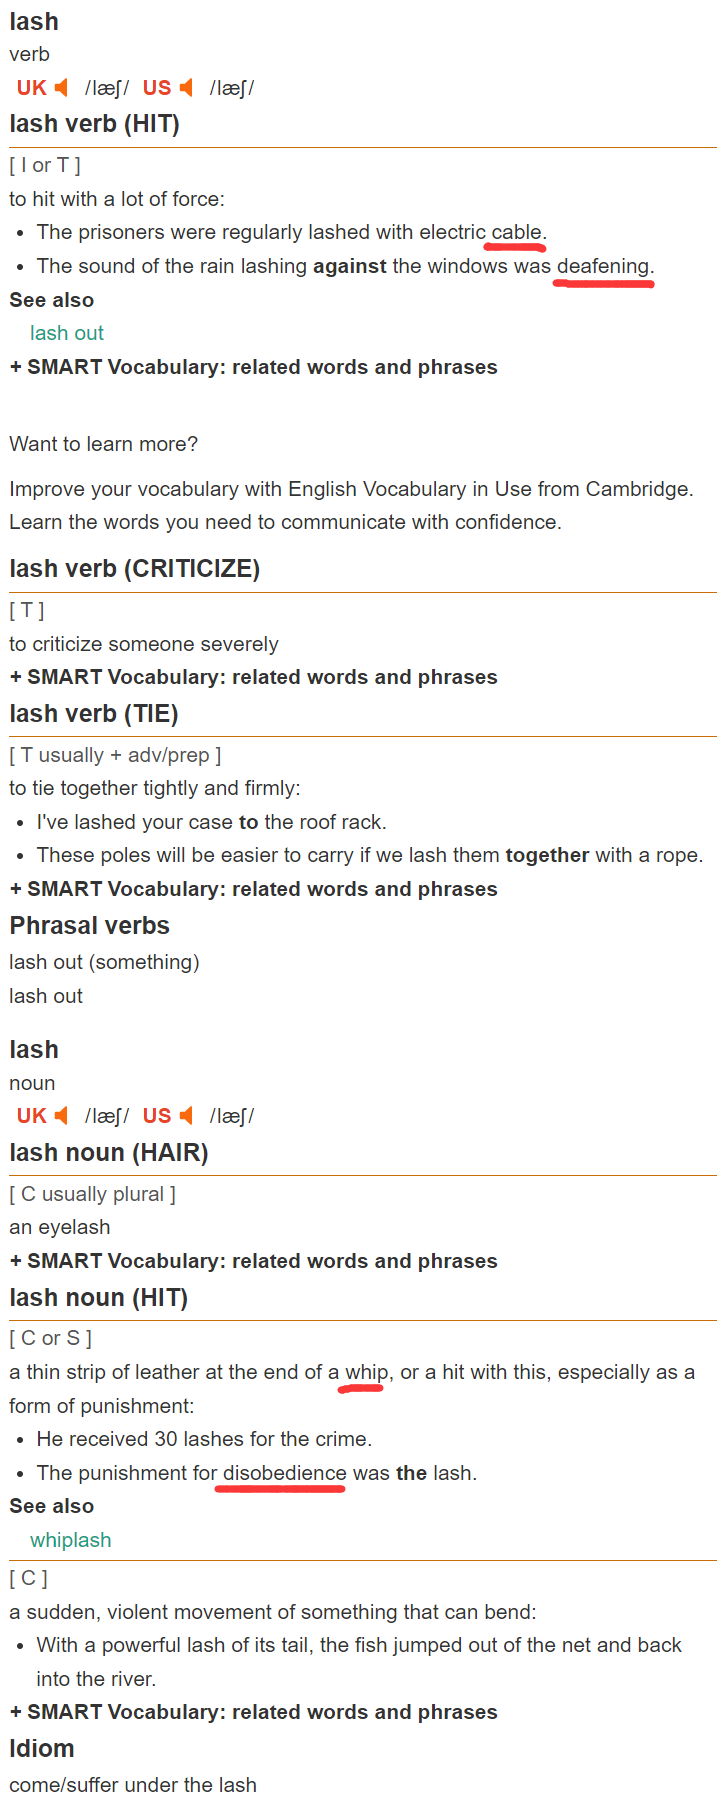 lash
verb
UK /læʃ/ US /læʃ/
lash verb (HIT)
[ I or T ]
to hit with a lot of force:
• The prisoners were regularly lashed with electric cable.
• The sound of the rain lashing against the windows was deafening.
See also
lash out
+ SMART Vocabulary: related words and phrases
Want to learn more?
Improve your vocabulary with English Vocabulary in Use from Cambridge.
Learn the words you need to communicate with confidence.
lash verb (CRITICIZE)
[ T ]
to criticize someone severely
+ SMART Vocabulary: related words and phrases
lash verb (TIE)
[ T usually + adv/prep ]
to tie together tightly and firmly:
• I've lashed your case to the roof rack.
• These poles will be easier to carry if we lash them together with a rope.
+ SMART Vocabulary: related words and phrases
Phrasal verbs
lash out (something)
lash out
lash
noun
UK /læʃ/ US /læʃ/
lash noun (HAIR)
[ C usually plural ]
an eyelash
+ SMART Vocabulary: related words and phrases
lash noun (HIT)
[ C or S ]
a thin strip of leather at the end of a whip, or a hit with this, especially as a
form of punishment:
• He received 30 lashes for the crime.
• The punishment for disobedience was the lash.
See also
whiplash
[ C ]
a sudden, violent movement of something that can bend:
• With a powerful lash of its tail, the fish jumped out of the net and back
into the river.
+ SMART Vocabulary: related words and phrases
Idiom
come/suffer under the lash